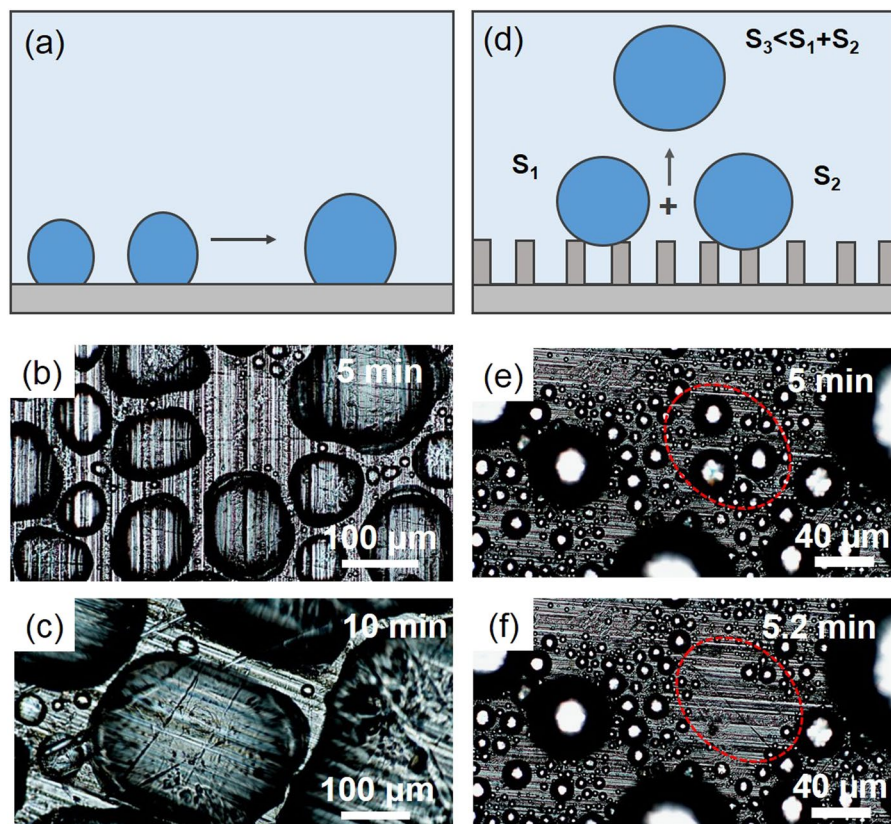 (a)
(d)
S₃<S₁+S₂
S₁
S₂
+
(b)
5 min
100 μm
(e)
5 min
40 μm
(c)
10 min
100 μm
(f)
5.2 min
40 μm